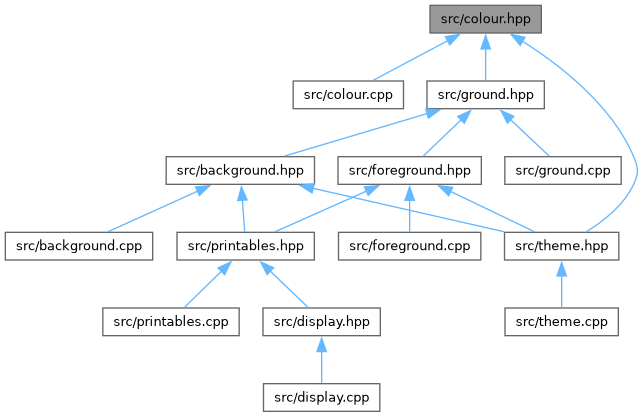 src/colour.hpp
src/colour.cpp
src/ground.hpp
src/background.hpp
src/foreground.hpp
src/ground.cpp
src/background.cpp
src/printables.hpp
src/foreground.cpp
src/theme.hpp
src/printables.cpp
src/display.hpp
src/theme.cpp
src/display.cpp